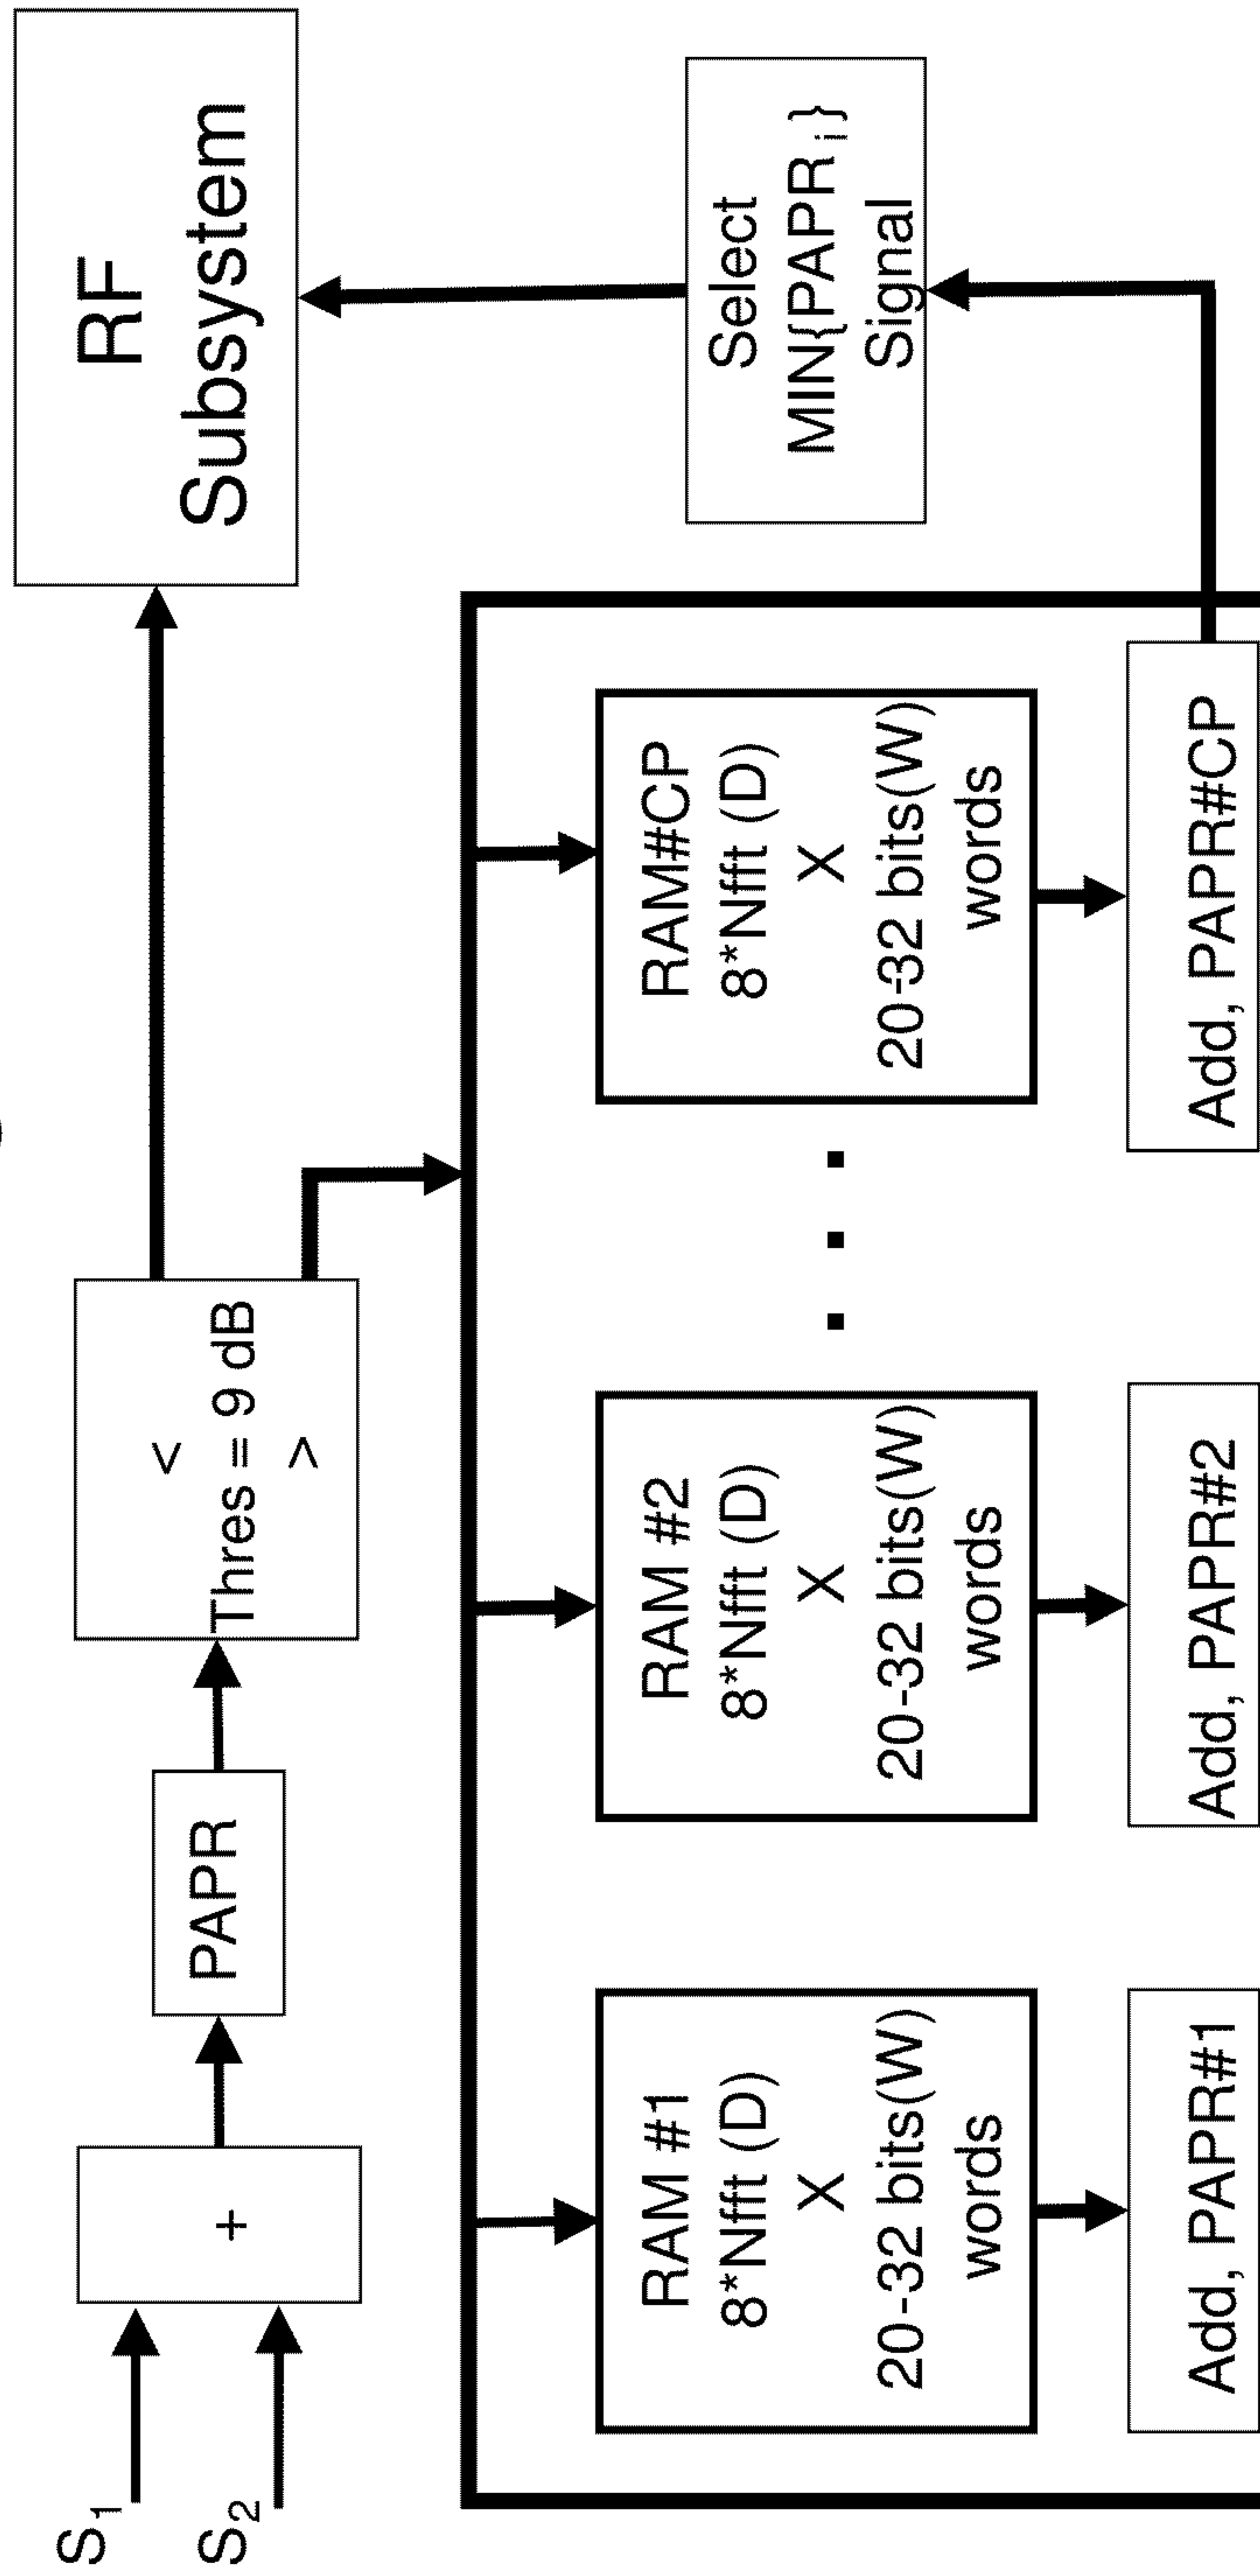 S1
S2
+
PAPR
<
Thres = 9 dB
>
RF
Subsystem
RAM #1
8*Nfft (D)
X
20-32 bits(W)
words
RAM #2
8*Nfft (D)
X
20-32 bits(W)
words
. . .
RAM#CP
8*Nfft (D)
X
20-32 bits(W)
words
Select
MIN{PAPR i }
Signal
Add, PAPR#1
Add, PAPR#2
Add, PAPR#CP